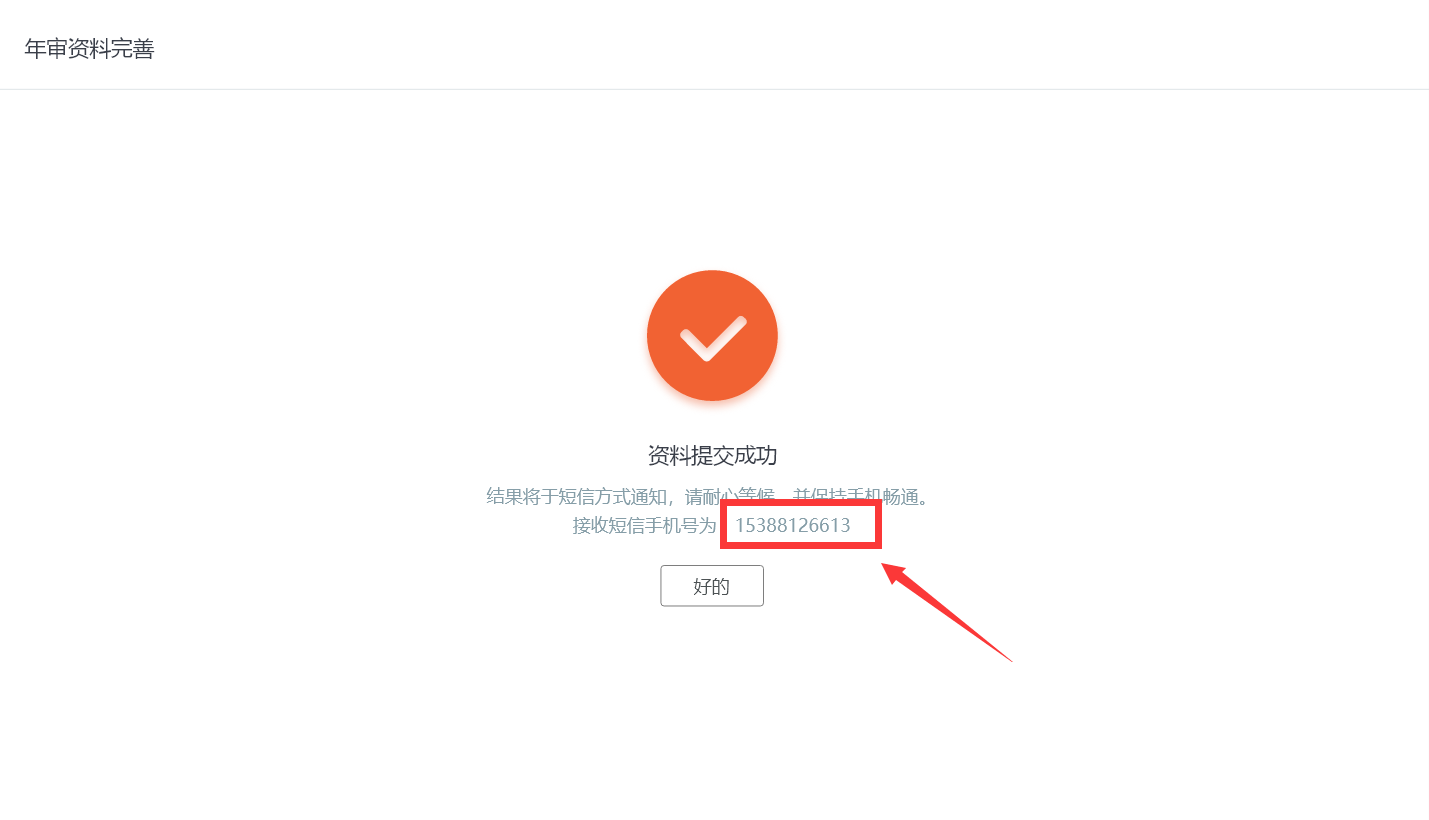 年审资料完善
资料提交成功
结果将于短信方式通知，请耐心等候，并保持手机畅通。
接收短信手机号为 15388126613
好的